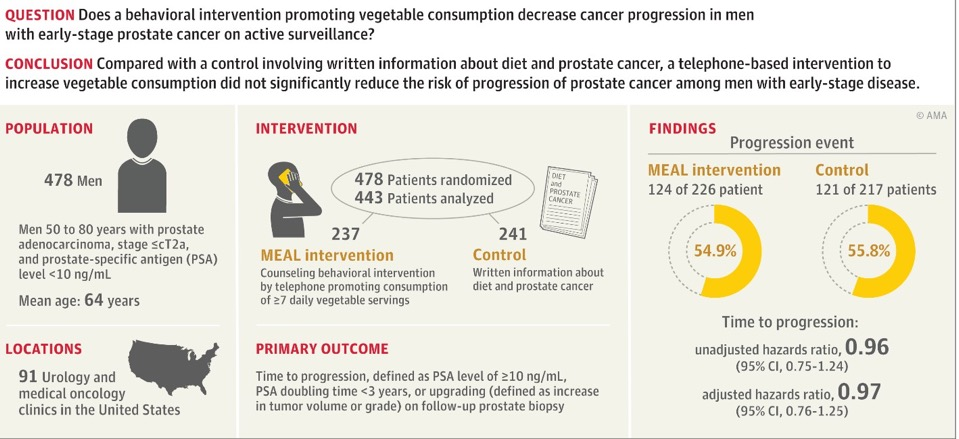 QUESTION Does a behavioral intervention promoting vegetable consumption decrease cancer progression in men
with early-stage prostate cancer on active surveillance?
CONCLUSION Compared with a control involving written information about diet and prostate cancer, a telephone-based intervention to
increase vegetable consumption did not significantly reduce the risk of progression of prostate cancer among men with early-stage disease.
© AMA
POPULATION
478 Men
Men 50 to 80 years with prostate
adenocarcinoma, stage ≤cT2a,
and prostate-specific antigen (PSA)
level <10 ng/mL
Mean age: 64 years
LOCATIONS
91 Urology and
medical oncology
clinics in the United States
INTERVENTION
478 Patients randomized
443 Patients analyzed
DIET
and
PROSTATE
CANCER
237
MEAL intervention
Counseling behavioral intervention
by telephone promoting consumption
of ≥7 daily vegetable servings
241
Control
Written information about
diet and prostate cancer
PRIMARY OUTCOME
Time to progression, defined as PSA level of ≥10 ng/mL,
PSA doubling time <3 years, or upgrading (defined as increase
in tumor volume or grade) on follow-up prostate biopsy
FINDINGS
Progression event
MEAL intervention
124 of 226 patient
54.9%
Control
121 of 217 patients
55.8%
Time to progression:
unadjusted hazards ratio, 0.96
(95% CI, 0.75-1.24)
adjusted hazards ratio, 0.97
(95% CI, 0.76-1.25)